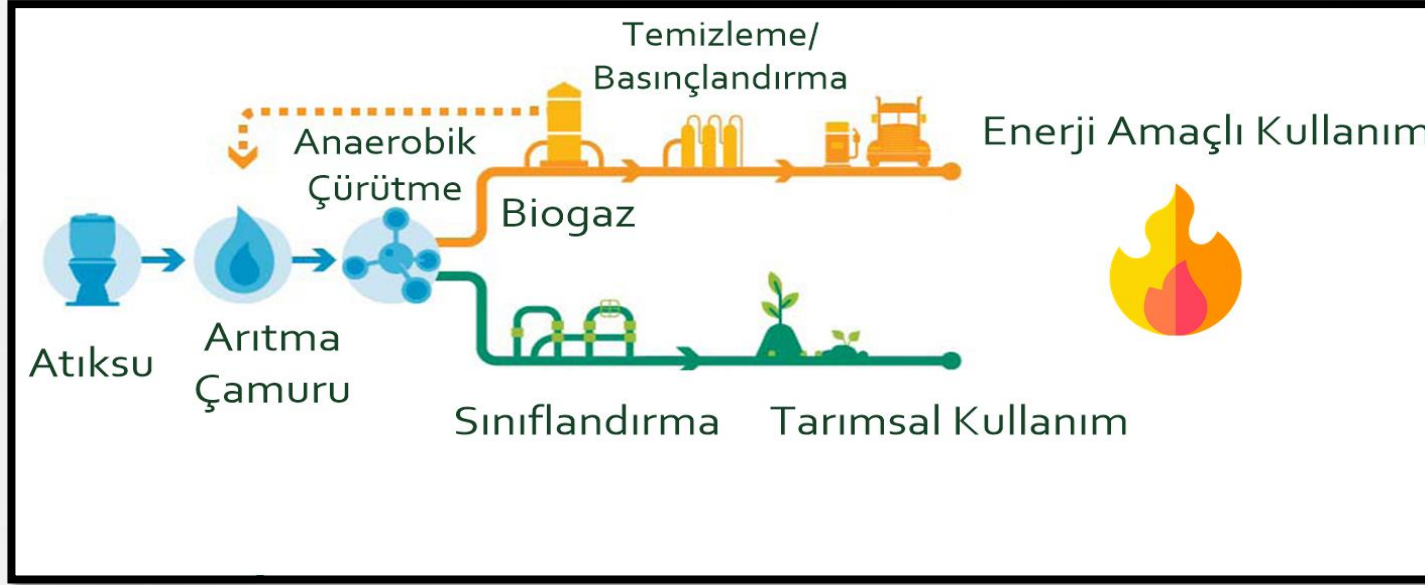 Temizleme/
Basınçlandırma
Enerji Amaçlı Kullanım
Anaerobik
Çürütme
Biogaz
Atıksu
Arıtma
Çamuru
Sınıflandırma
Tarımsal Kullanım